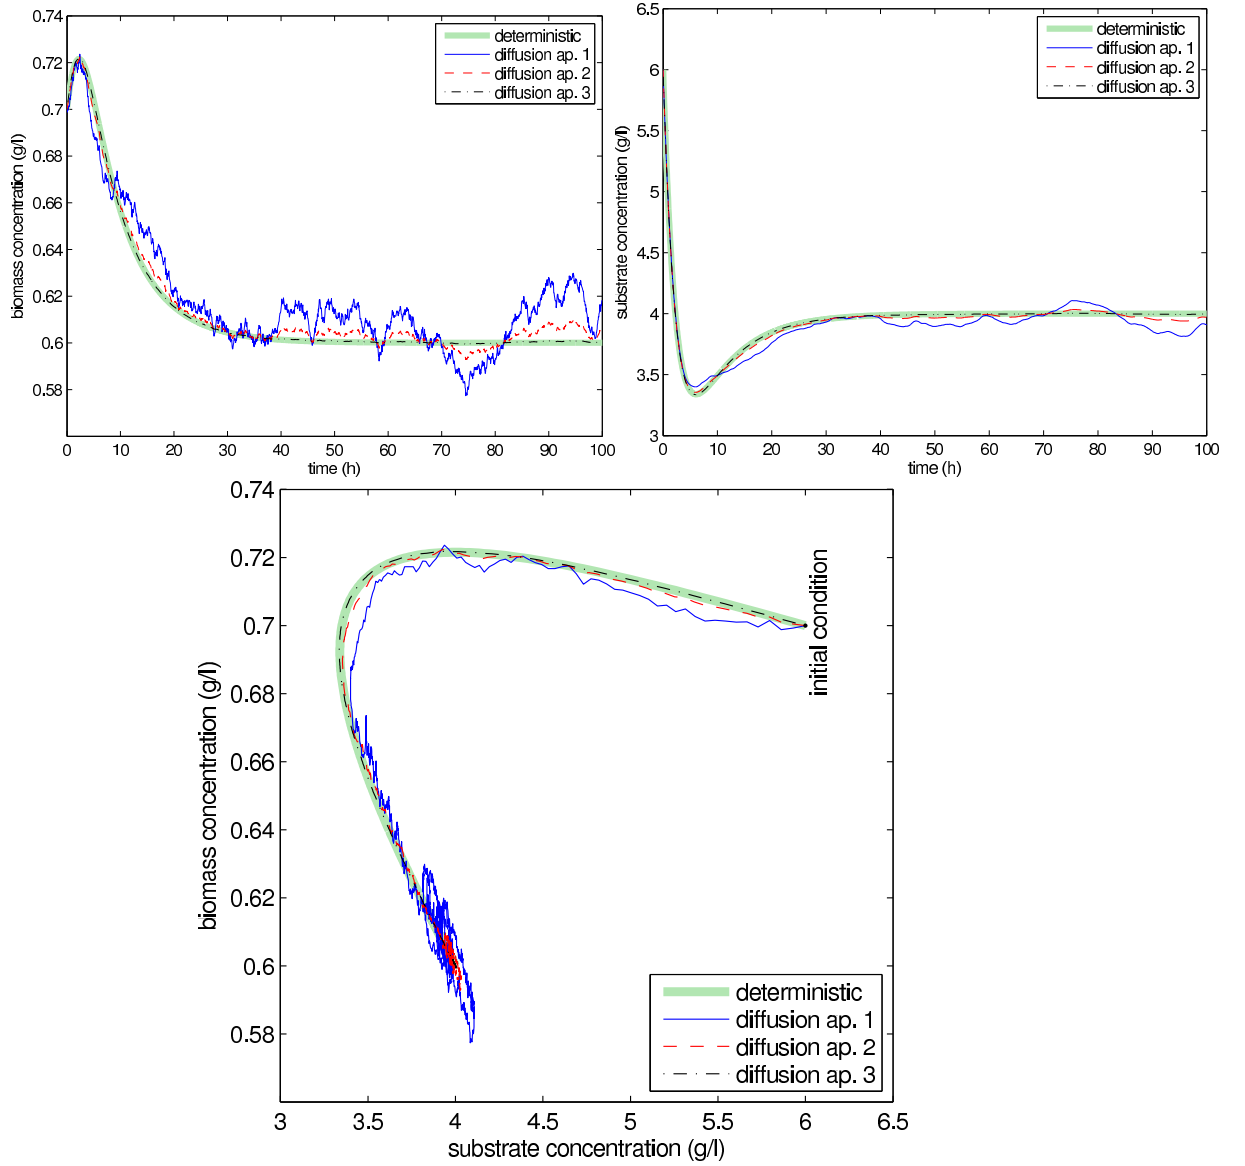 0.74
0.72
0.7
0.68
0.66
0.64
0.62
0.6
0.58
biomass concentration (g/l)
0 10 20 30 40 50 60 70 80 90 100
time (h)
deterministic
diffusion ap. 1
diffusion ap. 2
diffusion ap. 3
6.5
6
5.5
5
4.5
4
3.5
3
substrate concentration (g/l)
0 10 20 30 40 50 60 70 80 90 100
time (h)
deterministic
diffusion ap. 1
diffusion ap. 2
diffusion ap. 3
0.74
0.72
0.7
0.68
0.66
0.64
0.62
0.6
0.58
biomass concentration (g/l)
initial condition
deterministic
diffusion ap. 1
diffusion ap. 2
diffusion ap. 3
3 3.5 4 4.5 5 5.5 6 6.5
substrate concentration (g/l)